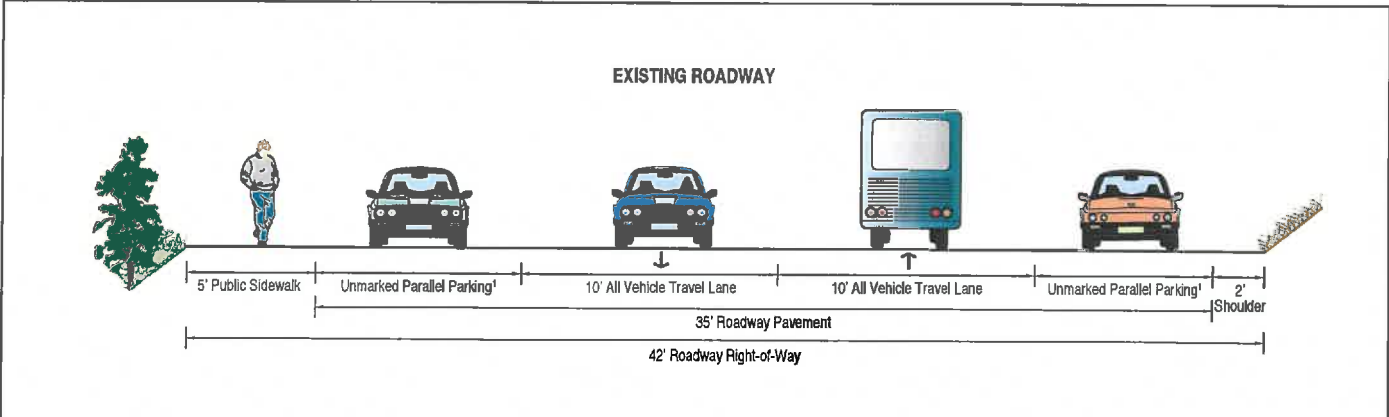 EXISTING ROADWAY
5' Public Sidewalk
Unmarked Parallel Parking¹
10' All Vehicle Travel Lane
10' All Vehicle Travel Lane
Unmarked Parallel Parking¹
2'
Shoulder
35' Roadway Pavement
42' Roadway Right-of-Way